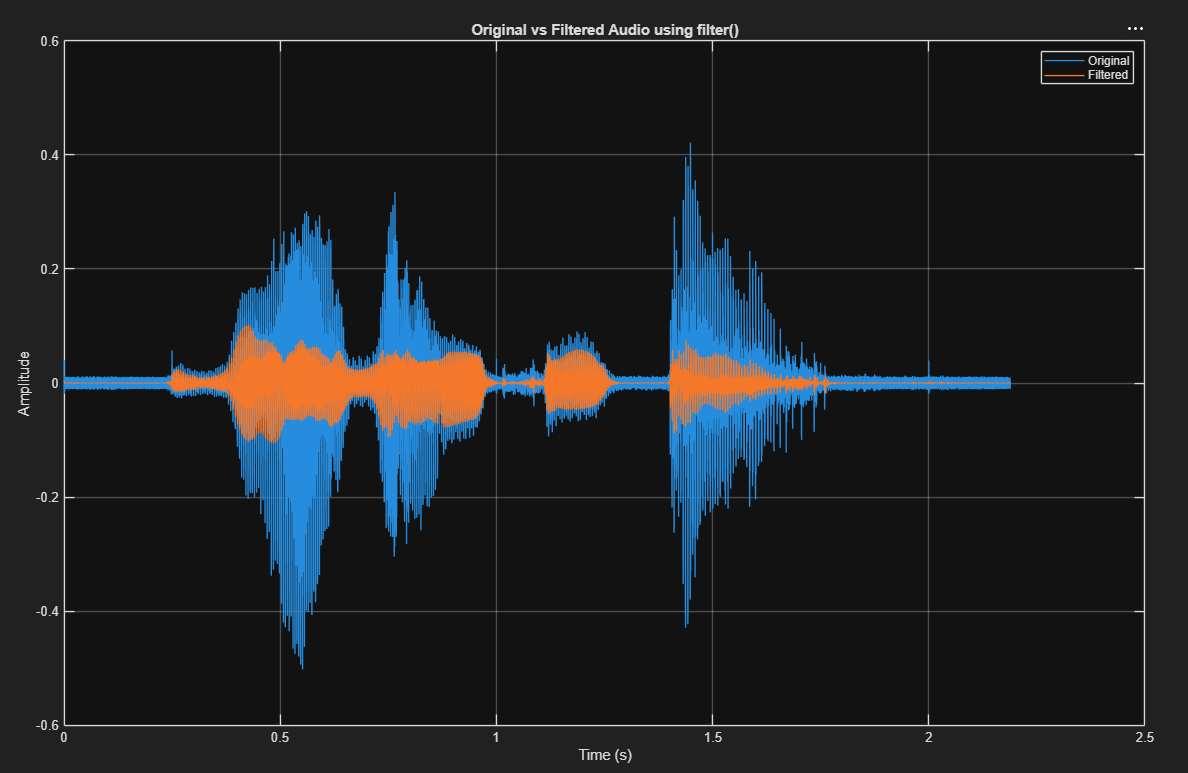 Original vs Filtered Audio using filter()
Original
Filtered
Amplitude
0.6
0.4
0.2
0
-0.2
-0.4
-0.6
0 0.5 1 1.5 2 2.5
Time (s)